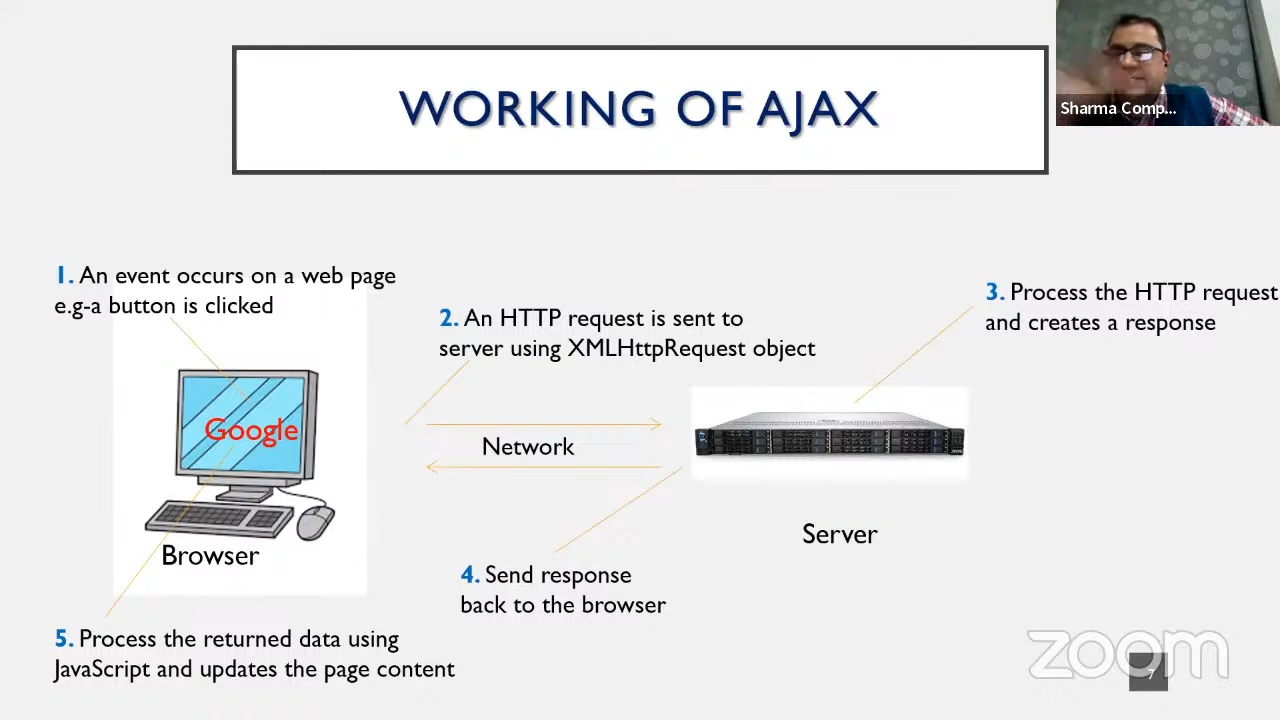 WORKING OF AJAX
Sharma Comp...
1. An event occurs on a web page
e.g-a button is clicked
2. An HTTP request is sent to
server using XMLHttpRequest object
3. Process the HTTP request
and creates a response
Google
Network
Browser
Server
4. Send response
back to the browser
5. Process the returned data using
JavaScript and updates the page content
zoom
7